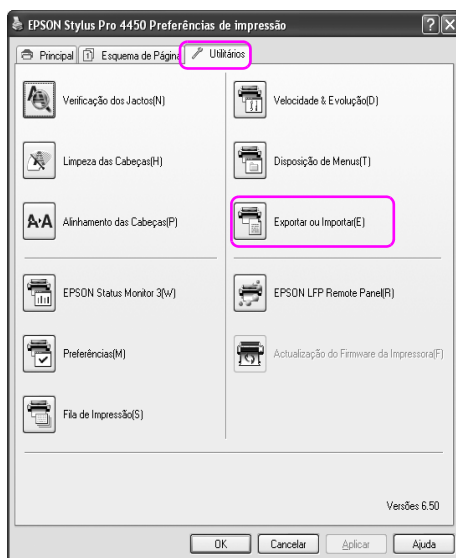 EPSON Stylus Pro 4450 Preferências de impressão
Principal Esquema de Página Utilitários
Verificação dos Jactos(N)
Velocidade & Evolução(D)
Limpeza das Cabeças(H)
Disposição de Menus(T)
Alinhamento das Cabeças(P)
Exportar ou Importar(E)
EPSON Status Monitor 3(W)
EPSON LFP Remote Panel(R)
Preferências(M)
Actualização do Firmware da Impressora(F)
Fila de Impressão(S)
Versões 6.50
OK Cancelar Aplicar Ajuda